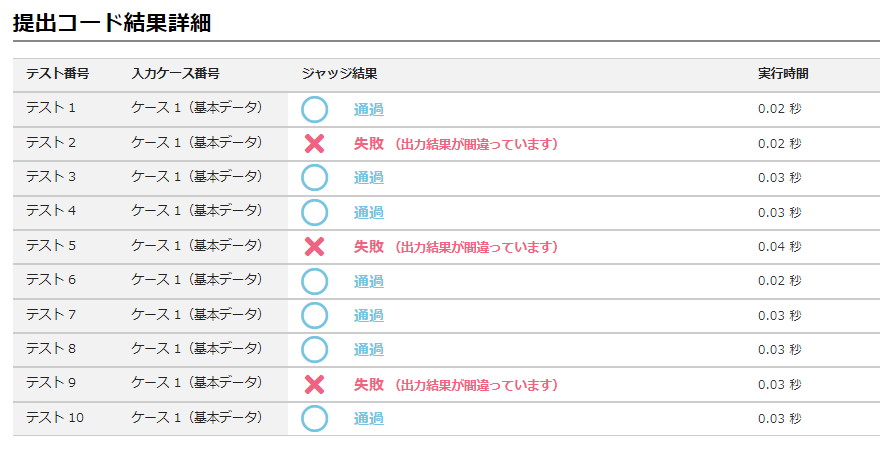 提出コード結果詳細
テスト番号 入力ケース番号 ジャッジ結果 実行時間
テスト 1 ケース 1（基本データ） 通過 0.02 秒
テスト 2 ケース 1（基本データ） 失敗 （出力結果が間違っています） 0.02 秒
テスト 3 ケース 1（基本データ） 通過 0.03 秒
テスト 4 ケース 1（基本データ） 通過 0.03 秒
テスト 5 ケース 1（基本データ） 失敗 （出力結果が間違っています） 0.04 秒
テスト 6 ケース 1（基本データ） 通過 0.02 秒
テスト 7 ケース 1（基本データ） 通過 0.03 秒
テスト 8 ケース 1（基本データ） 通過 0.03 秒
テスト 9 ケース 1（基本データ） 失敗 （出力結果が間違っています） 0.03 秒
テスト 10 ケース 1（基本データ） 通過 0.03 秒